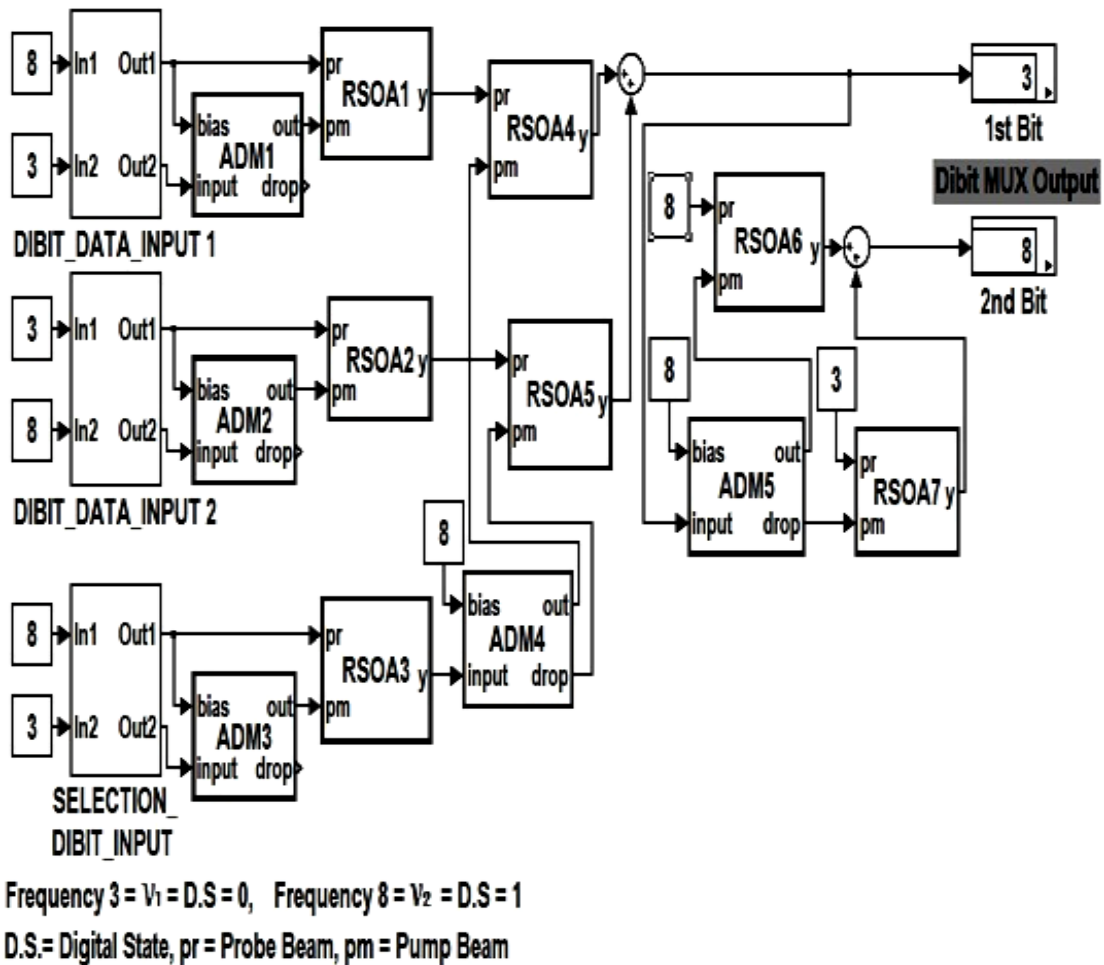 8 In1 Out1
3 In2 Out2
bias out
ADM1
input drop
DIBIT_DATA_INPUT 1
pr
RSOA1 y
pm
pr
RSOA4 y
pm
+
+
3
1st Bit
Dibit MUX Output
8
pr
RSOA6 y
pm
+
+
8
2nd Bit
3 In1 Out1
8 In2 Out2
bias out
ADM2
input drop
DIBIT_DATA_INPUT 2
pr
RSOA2 y
pm
pr
RSOA5 y
pm
8
3
bias out
ADM5
input drop
pr
RSOA7 y
pm
8
bias out
ADM4
input drop
8 In1 Out1
3 In2 Out2
bias out
ADM3
input drop
pr
RSOA3 y
pm
SELECTION_
DIBIT_INPUT
Frequency 3 = V₁ = D.S = 0, Frequency 8 = V₂ = D.S = 1
D.S.= Digital State, pr = Probe Beam, pm = Pump Beam